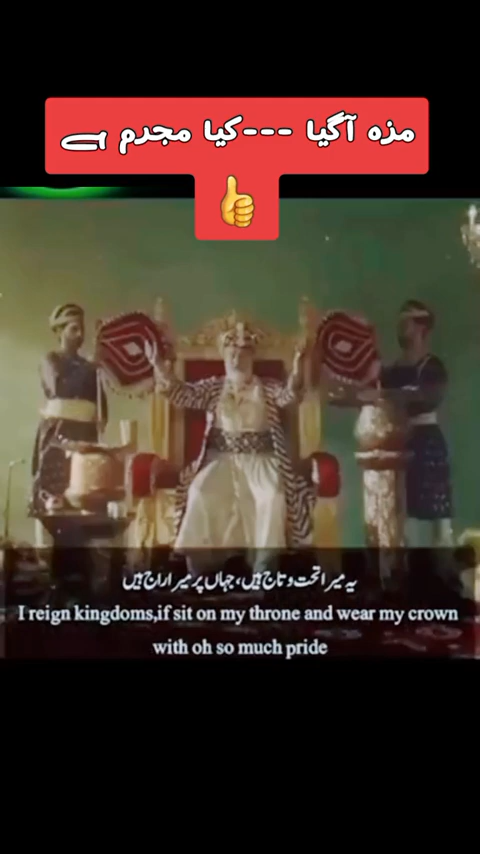 مزہ آگیا ---کیا مجدم ہے
👍
یہ میرا تخت و تاج ہیں، جہاں پر میرا راج ہیں
I reign kingdoms,if sit on my throne and wear my crown
with oh so much pride